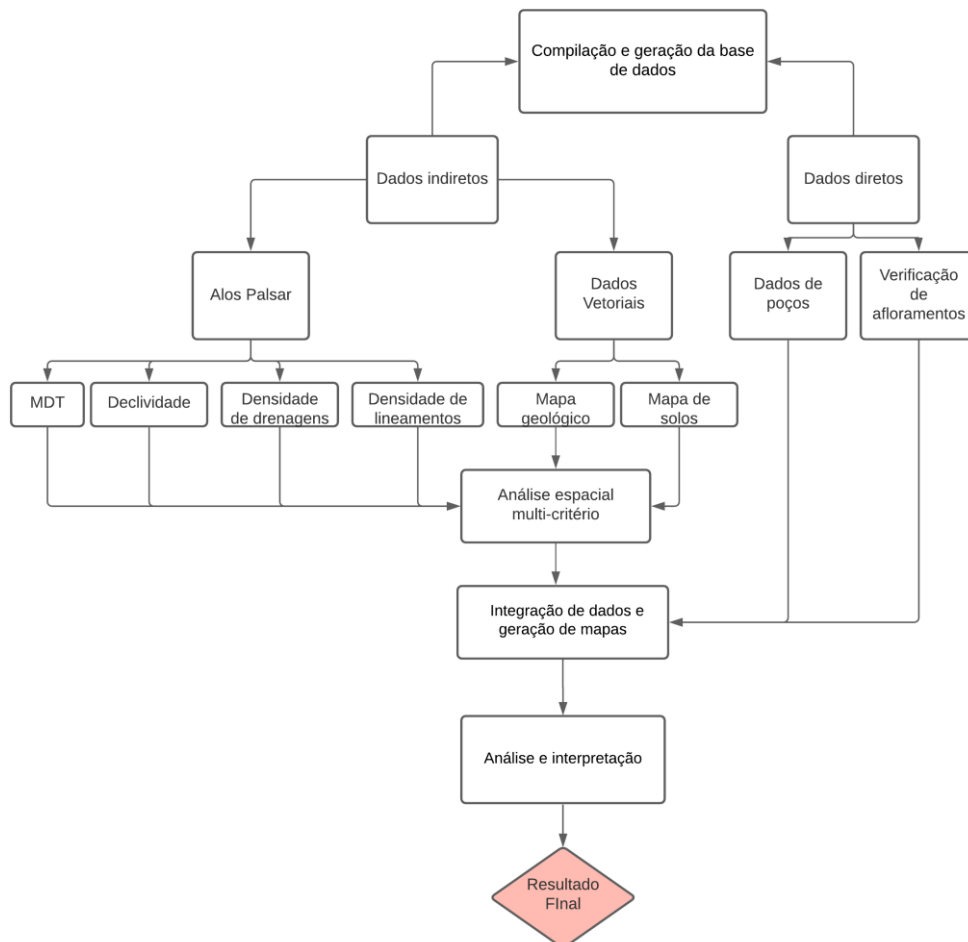 Compilação e geração da base
de dados
Dados indiretos
Dados diretos
Alos Palsar
Dados
Vetoriais
Dados de
poços
Verificação
de
afloramentos
MDT
Declividade
Densidade
de drenagens
Densidade de
lineamentos
Mapa
geológico
Mapa de
solos
Análise espacial
multi-critério
Integração de dados e
geração de mapas
Análise e interpretação
Resultado
FInal